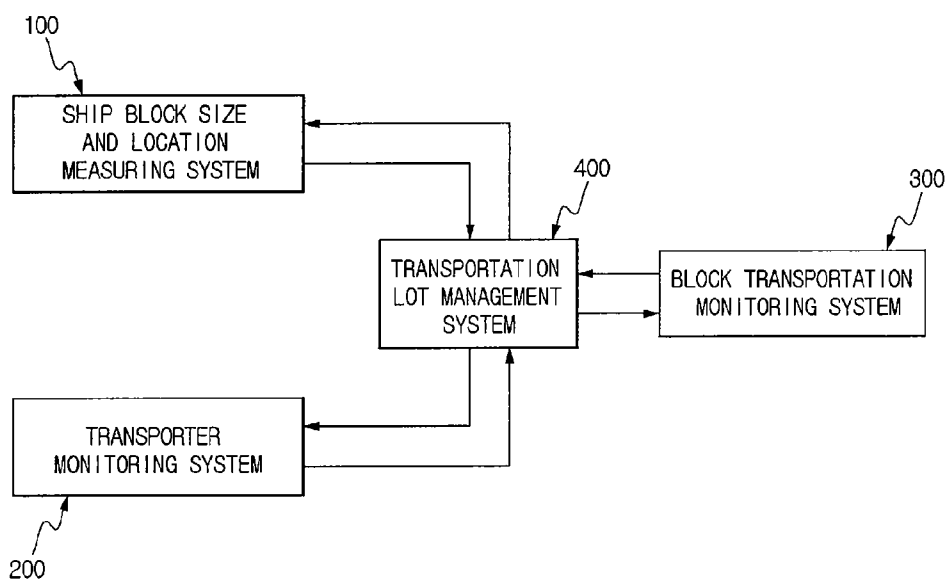 100
SHIP BLOCK SIZE
AND LOCATION
MEASURING SYSTEM
400
300
TRANSPORTATION
LOT MANAGEMENT
SYSTEM
BLOCK TRANSPORTATION
MONITORING SYSTEM
TRANSPORTER
MONITORING SYSTEM
200